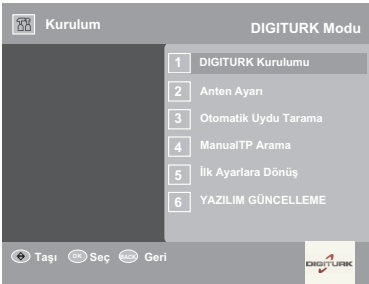 Kurulum
DIGITURK Modu
1 DIGITURK Kurulumu
2 Anten Ayarı
3 Otomatik Uydu Tarama
4 ManualTP Arama
5 İlk Ayarlara Dönüş
6 YAZILIM GÜNCELLEME
Taşı OK Seç BACK Geri
DIGITURK